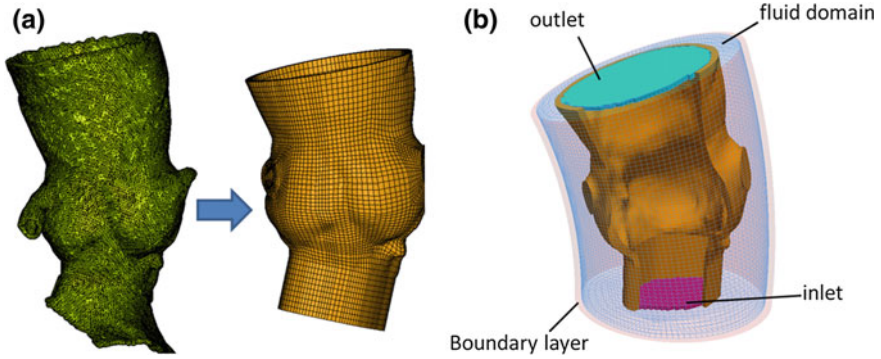 (a)
(b)
outlet
fluid domain
inlet
Boundary layer